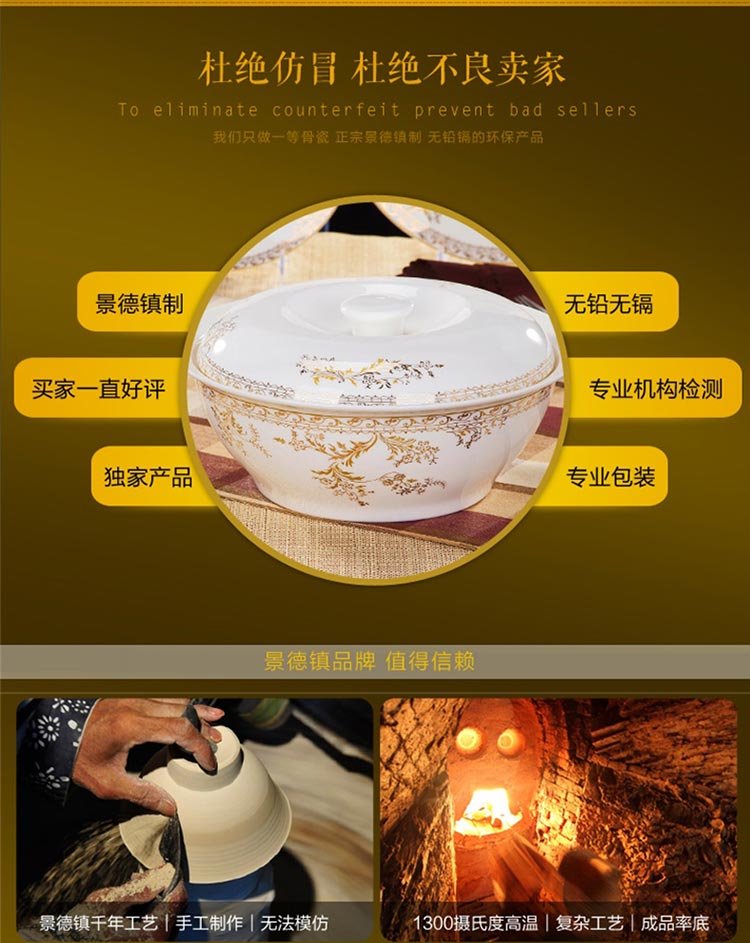 杜绝仿冒 杜绝不良卖家
To eliminate counterfeit prevent bad sellers
我们只做一等骨瓷 正宗景德镇制 无铅镉的环保产品
景德镇制
无铅无镉
买家一直好评
专业机构检测
独家产品
专业包装
景德镇品牌 值得信赖
景德镇千年工艺|手工制作|无法模仿
1300摄氏度高温|复杂工艺|成品率底